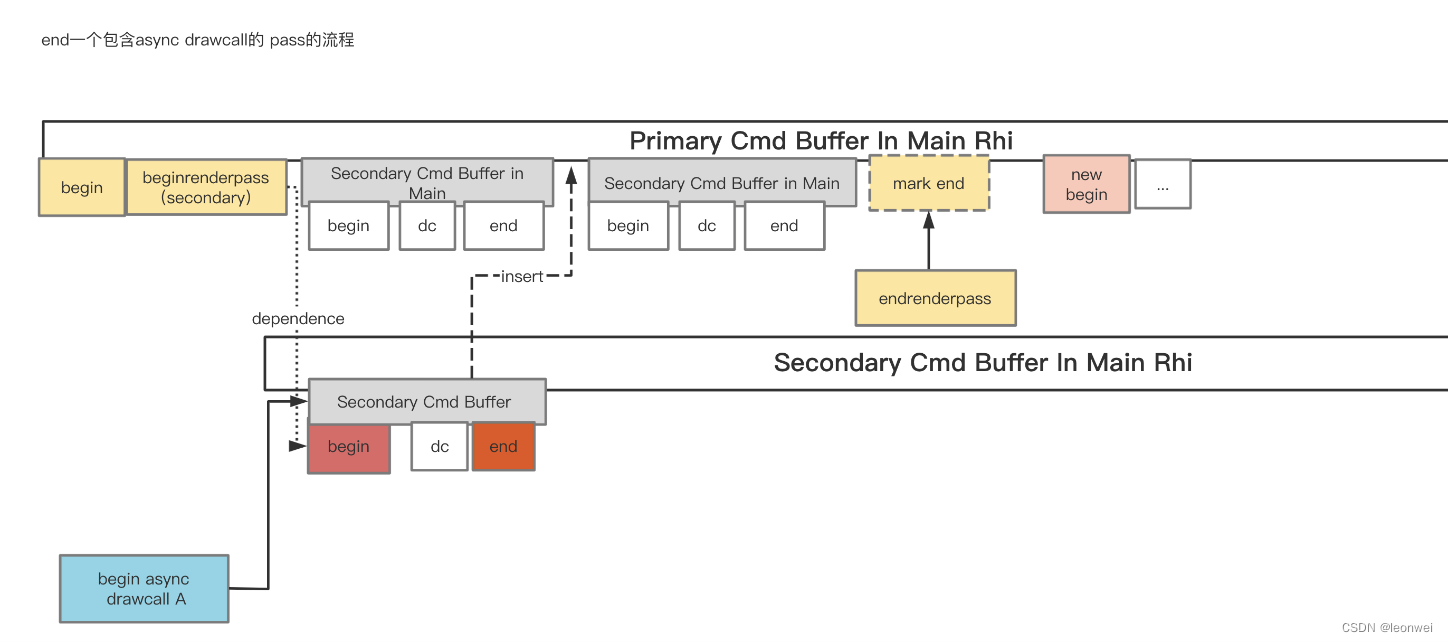 end一个包含async drawcall的 pass的流程
Primary Cmd Buffer In Main Rhi
begin
beginrenderpass
（secondary）
Secondary Cmd Buffer in
Main
Secondary Cmd Buffer in Main
mark end
new
begin
...
begin
dc
end
begin
dc
end
insert
endrenderpass
dependence
Secondary Cmd Buffer In Main Rhi
Secondary Cmd Buffer
begin
dc
end
begin async
drawcall A
CSDN @leonwei